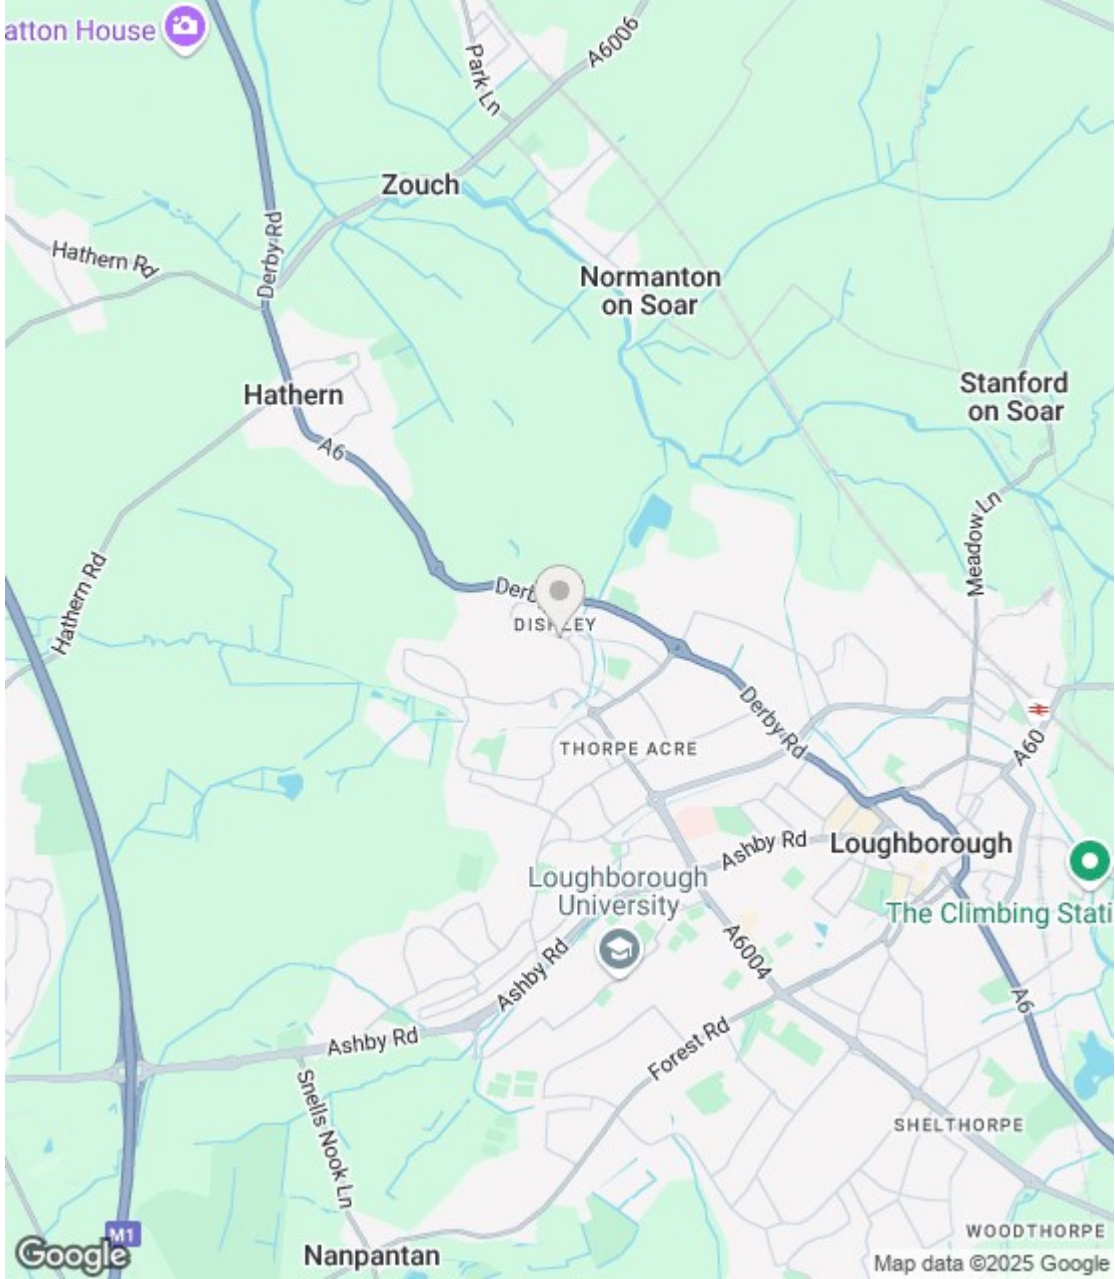 atton House
A6006
Park Ln
Zouch
Derby Rd
Hathern Rd
Normanton
on Soar
Stanford
on Soar
Hathern
A6
Meadow Ln
Hathern Rd
THORPE ACRE
Derby Rd
A60
Ashby Rd
Loughborough
Loughborough
University
The Climbing Stati
A6004
Ashby Rd
A6
Ashby Rd
Forest Rd
Snells Nook Ln
SHELTHORPE
M1
WOODTHORPE
Nanpantan
Google
Map data ©2025 Google